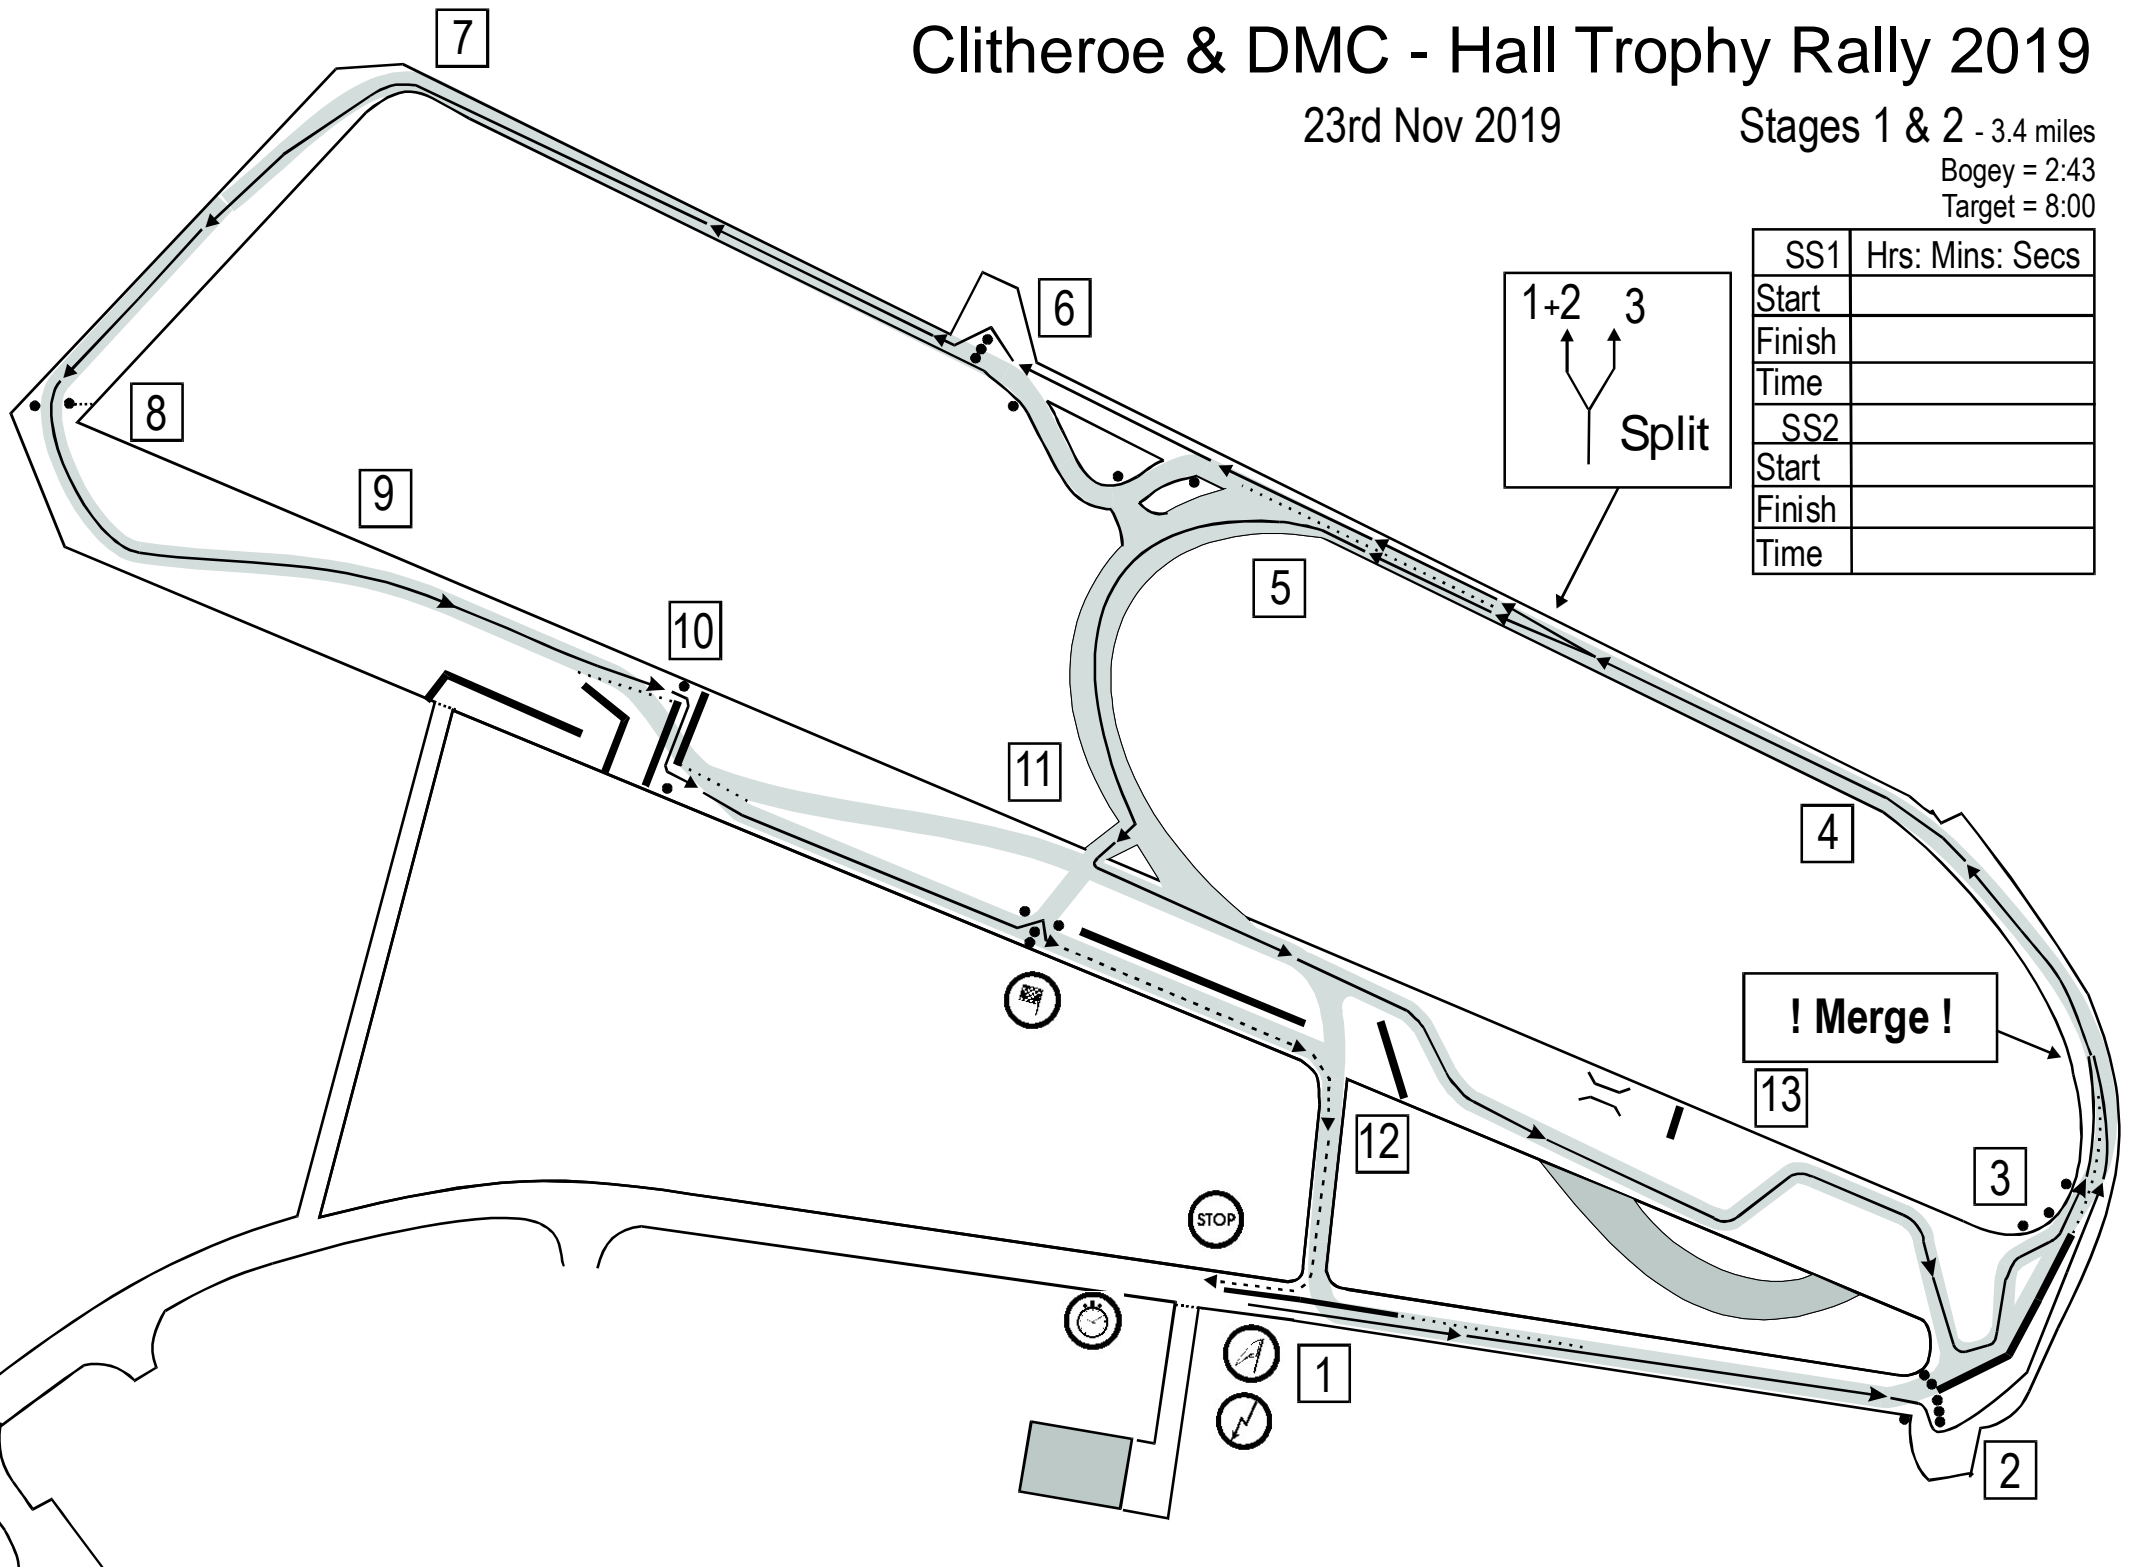 Clitheroe & DMC - Hall Trophy Rally 2019
23rd Nov 2019
Stages 1 & 2 - 3.4 miles
Bogey = 2:43
Target = 8:00
SS1 Hrs: Mins: Secs
Start
Finish
Time
SS2
Start
Finish
Time
1+2 3
Split
7
6
8
9
5
10
11
4
! Merge !
13
12
3
STOP
1
2